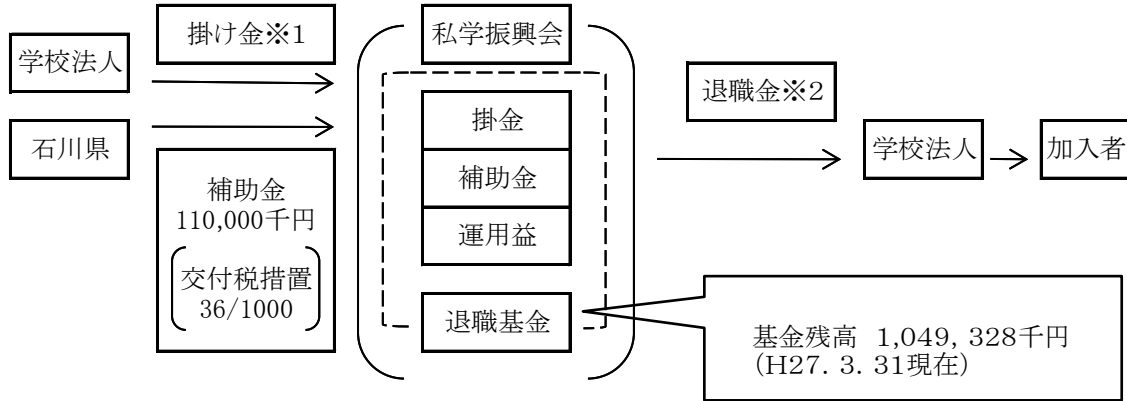 学校法人
石川県
掛け金※1
補助金
110,000千円
交付税措置
36/1000
私学振興会
掛金
補助金
運用益
退職基金
退職金※2
学校法人
加入者
基金残高 1,049, 328千円
(H27. 3. 31現在)